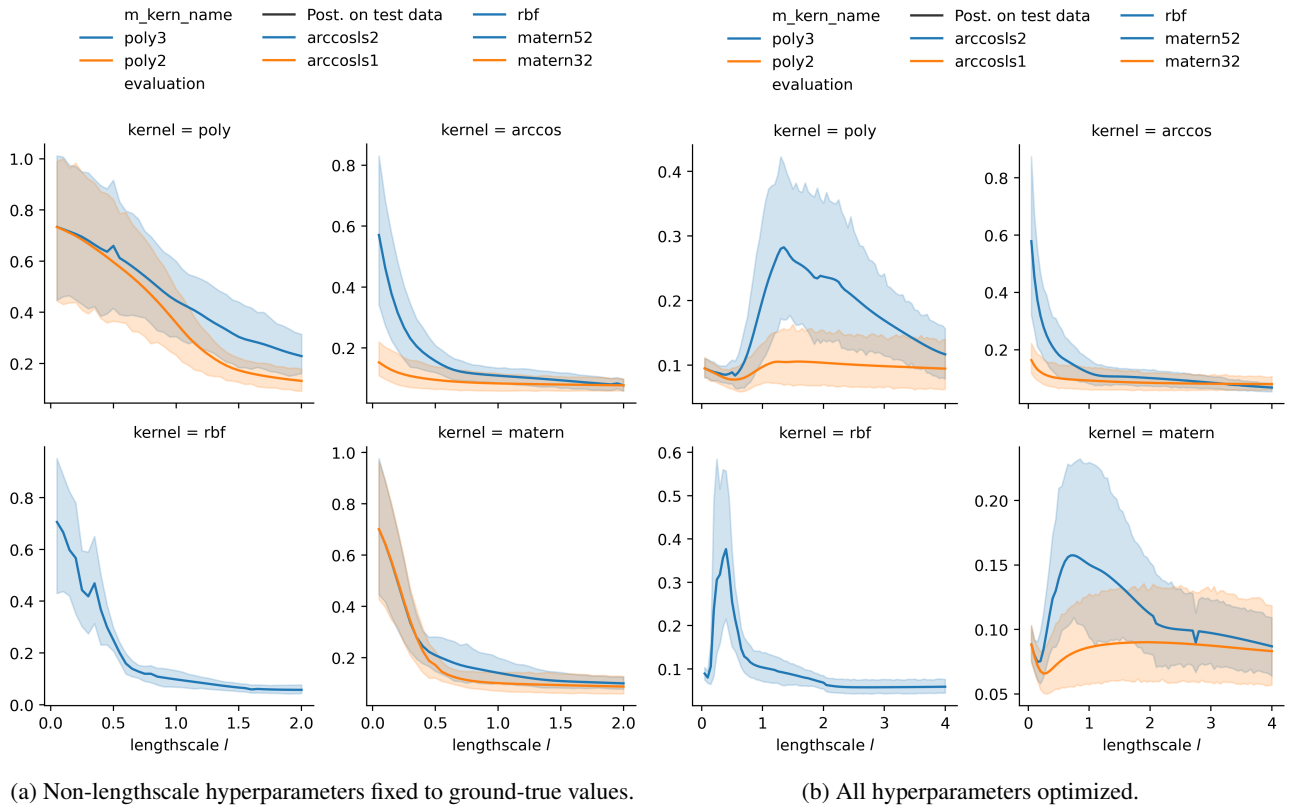 m_kern_name
poly3
poly2
evaluation
Post. on test data
arccosls2
arccosls1
rbf
matern52
matern32
m_kern_name
poly3
poly2
evaluation
Post. on test data
arccosls2
arccosls1
rbf
matern52
matern32
kernel = poly
1.0
0.8
0.6
0.4
0.2
kernel = arccos
0.8
0.6
0.4
0.2
kernel = poly
0.4
0.3
0.2
0.1
kernel = arccos
0.8
0.6
0.4
0.2
kernel = rbf
0.8
0.6
0.4
0.2
0.0
0.0 0.5 1.0 1.5 2.0
lengthscale l
kernel = matern
1.0
0.8
0.6
0.4
0.2
0.0 0.5 1.0 1.5 2.0
lengthscale l
kernel = rbf
0.6
0.5
0.4
0.3
0.2
0.1
0 1 2 3 4
lengthscale l
kernel = matern
0.20
0.15
0.10
0.05
0 1 2 3 4
lengthscale l
(a) Non-lengthscale hyperparameters fixed to ground-true values.
(b) All hyperparameters optimized.